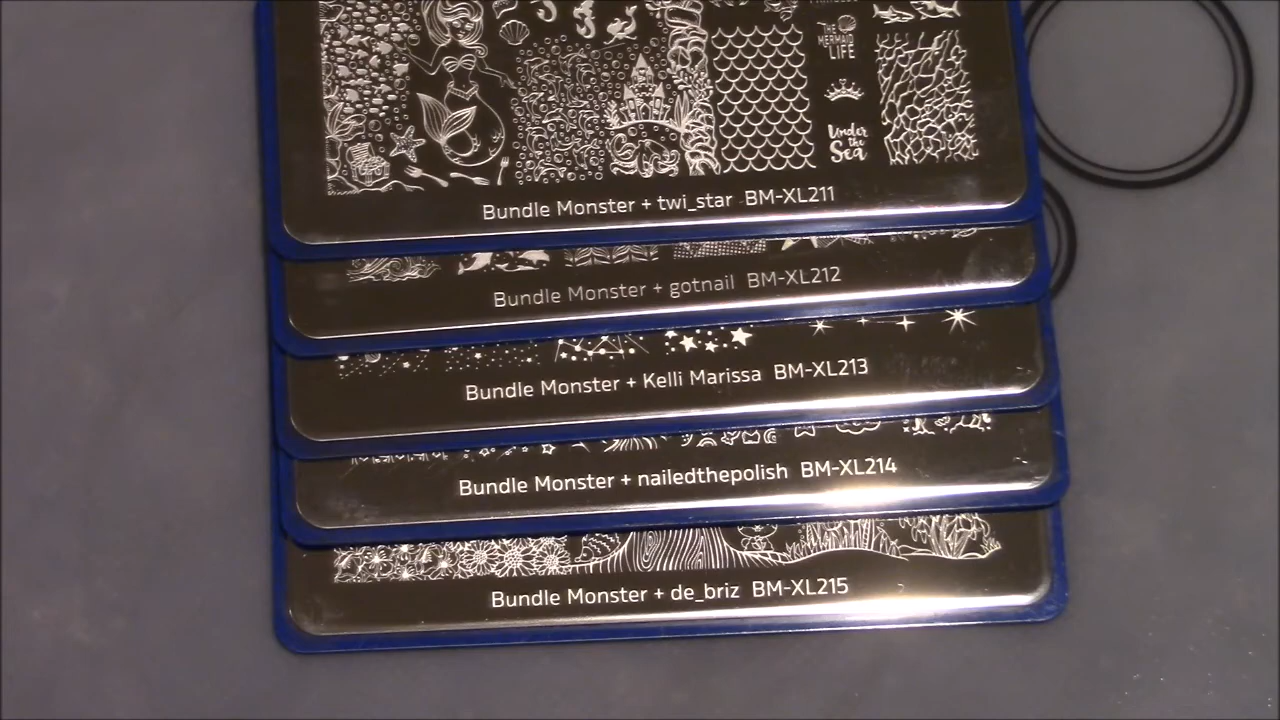 THE
MERMAID
LIFE
Under
the
Sea
Bundle Monster + twi_star BM-XL211
Bundle Monster + gotnail BM-XL212
Bundle Monster + Kelli Marissa BM-XL213
Bundle Monster + nailedthepolish BM-XL214
Bundle Monster + de_briz BM-XL215